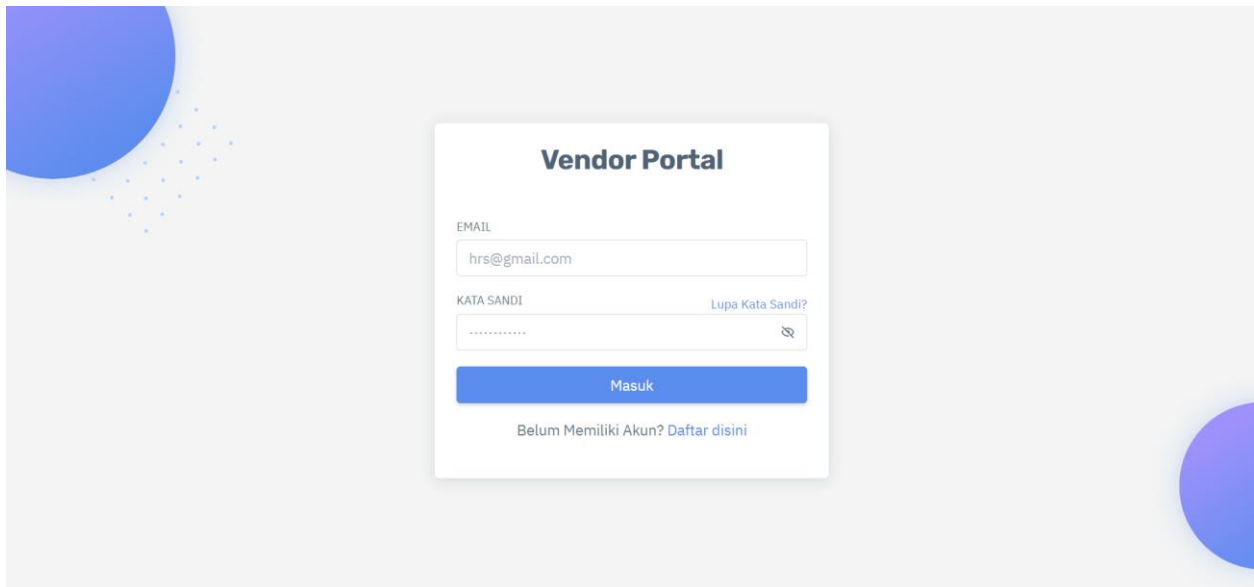 Vendor Portal
EMAIL
hrs@gmail.com
KATA SANDI
Lupa Kata Sandi?
············
Masuk
Belum Memiliki Akun? Daftar disini